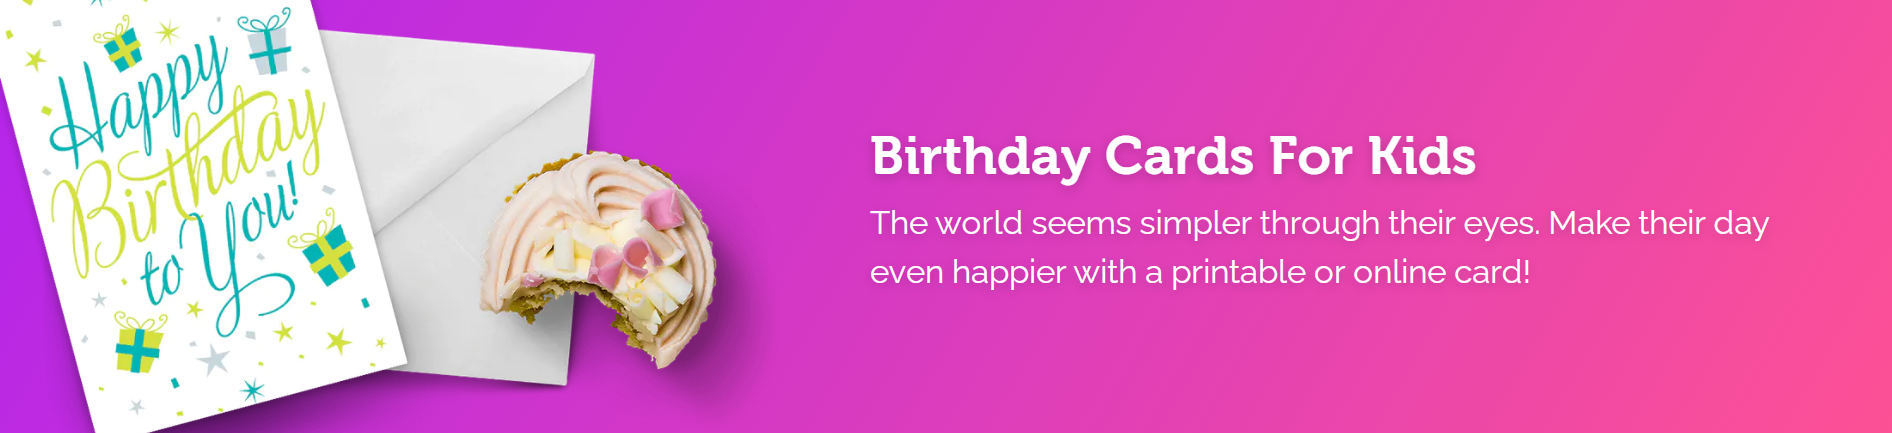 Happy
Birthday
to You!
Birthday Cards For Kids
The world seems simpler through their eyes. Make their day
even happier with a printable or online card!